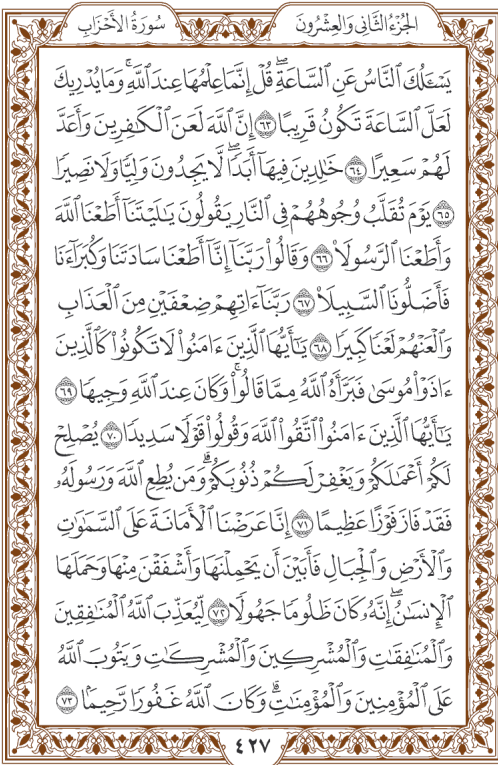 الجزء الثاني والعشرون
سورة الأحزاب
يَسْـَٔلُكَ ٱلنَّاسُ عَنِ ٱلسَّاعَةِۖ قُلْ إِنَّمَا عِلْمُهَا عِندَ ٱللَّهِۚ وَمَا يُدْرِيكَ
لَعَلَّ ٱلسَّاعَةَ تَكُونُ قَرِيبًا ٦٣ إِنَّ ٱللَّهَ لَعَنَ ٱلْكَٰفِرِينَ وَأَعَدَّ
لَهُمْ سَعِيرًا ٦٤ خَٰلِدِينَ فِيهَآ أَبَدًاۖ لَّا يَجِدُونَ وَلِيًّا وَلَا نَصِيرًا
٦٥ يَوْمَ تُقَلَّبُ وُجُوهُهُمْ فِى ٱلنَّارِ يَقُولُونَ يَٰلَيْتَنَآ أَطَعْنَا ٱللَّهَ
وَأَطَعْنَا ٱلرَّسُولَا۠ ٦٦ وَقَالُوا۟ رَبَّنَآ إِنَّآ أَطَعْنَا سَادَتَنَا وَكُبَرَآءَنَا
فَأَضَلُّونَا ٱلسَّبِيلَا۠ ٦٧ رَبَّنَآ ءَاتِهِمْ ضِعْفَيْنِ مِنَ ٱلْعَذَابِ
وَٱلْعَنْهُمْ لَعْنًا كَبِيرًا ٦٨ يَٰٓأَيُّهَا ٱلَّذِينَ ءَامَنُوا۟ لَا تَكُونُوا۟ كَٱلَّذِينَ
ءَاذَوْا۟ مُوسَىٰ فَبَرَّأَهُ ٱللَّهُ مِمَّا قَالُوا۟ۚ وَكَانَ عِندَ ٱللَّهِ وَجِيهًا ٦٩
يَٰٓأَيُّهَا ٱلَّذِينَ ءَامَنُوا۟ ٱتَّقُوا۟ ٱللَّهَ وَقُولُوا۟ قَوْلًا سَدِيدًا ٧٠ يُصْلِحْ
لَكُمْ أَعْمَٰلَكُمْ وَيَغْفِرْ لَكُمْ ذُنُوبَكُمْۗ وَمَن يُطِعِ ٱللَّهَ وَرَسُولَهُۥ
فَقَدْ فَازَ فَوْزًا عَظِيمًا ٧١ إِنَّا عَرَضْنَا ٱلْأَمَانَةَ عَلَى ٱلسَّمَٰوَٰتِ
وَٱلْأَرْضِ وَٱلْجِبَالِ فَأَبَيْنَ أَن يَحْمِلْنَهَا وَأَشْفَقْنَ مِنْهَا وَحَمَلَهَا
ٱلْإِنسَٰنُۖ إِنَّهُۥ كَانَ ظَلُومًا جَهُولًا ٧٢ لِّيُعَذِّبَ ٱللَّهُ ٱلْمُنَٰفِقِينَ
وَٱلْمُنَٰفِقَٰتِ وَٱلْمُشْرِكِينَ وَٱلْمُشْرِكَٰتِ وَيَتُوبَ ٱللَّهُ
عَلَى ٱلْمُؤْمِنِينَ وَٱلْمُؤْمِنَٰتِۗ وَكَانَ ٱللَّهُ غَفُورًا رَّحِيمًۢا ٧٣
٤٢٧